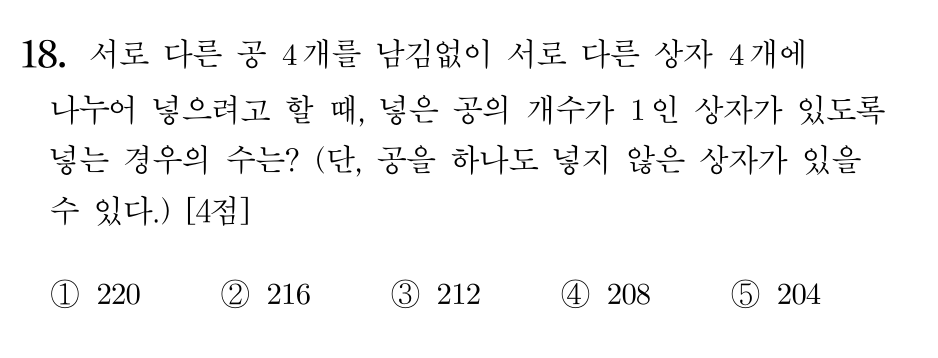 18. 서로 다른 공 4개를 남김없이 서로 다른 상자 4개에
나누어 넣으려고 할 때, 넣은 공의 개수가 1인 상자가 있도록
넣는 경우의 수는? (단, 공을 하나도 넣지 않은 상자가 있을
수 있다.) [4점]
① 220 ② 216 ③ 212 ④ 208 ⑤ 204